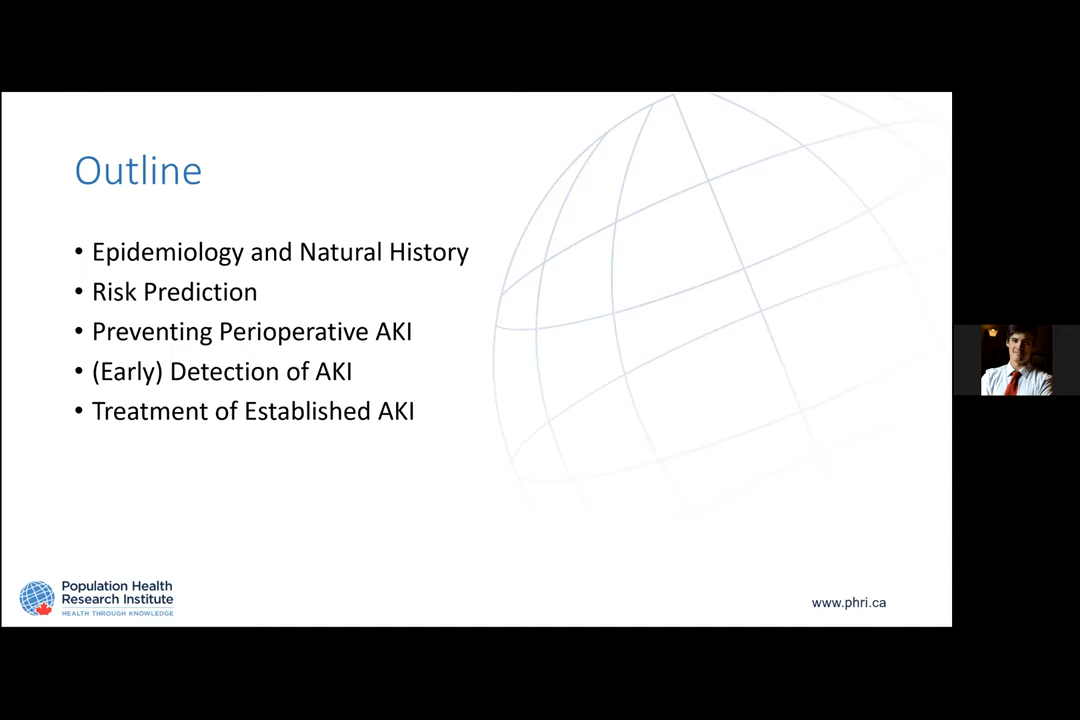 Outline
• Epidemiology and Natural History
• Risk Prediction
• Preventing Perioperative AKI
• (Early) Detection of AKI
• Treatment of Established AKI
Population Health
Research Institute
HEALTH THROUGH KNOWLEDGE
www.phri.ca